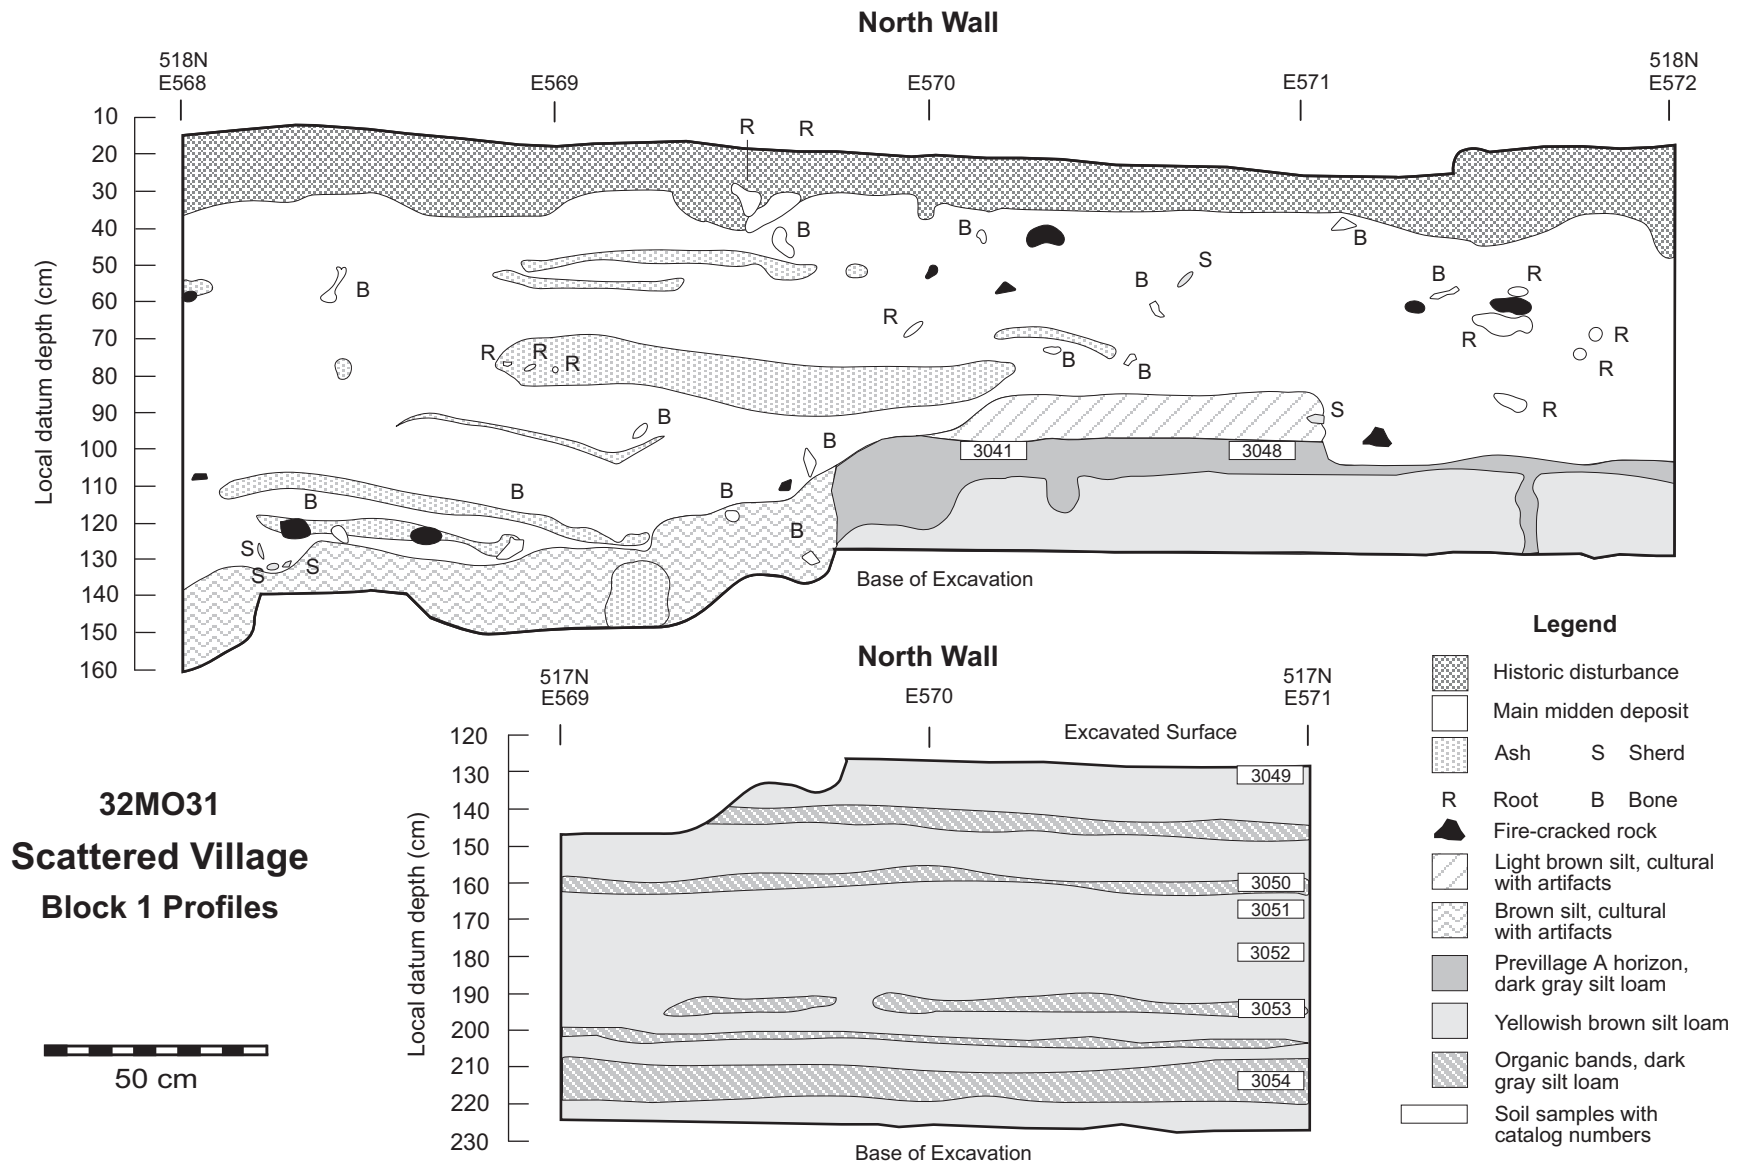 North Wall
518N
E568
E569
E570
E571
518N
E572
Local datum depth (cm)
10
20
30
40
50
60
70
80
90
100
110
120
130
140
150
160
R R
B
B
B
B
B
S
B
R
R
R
B
R
R
R
R
R
B
B
R
B
S
B
3041
3048
B
B
B
B
S
S
S
Base of Excavation
North Wall
517N
E569
E570
517N
E571
Excavated Surface
Local datum depth (cm)
120
130
140
150
160
170
180
190
200
210
220
230
3049
3050
3051
3052
3053
3054
Base of Excavation
32MO31
Scattered Village
Block 1 Profiles
50 cm
Legend
Historic disturbance
Main midden deposit
Ash S Sherd
R Root B Bone
Fire-cracked rock
Light brown silt, cultural
with artifacts
Brown silt, cultural
with artifacts
Previllage A horizon,
dark gray silt loam
Yellowish brown silt loam
Organic bands, dark
gray silt loam
Soil samples with
catalog numbers